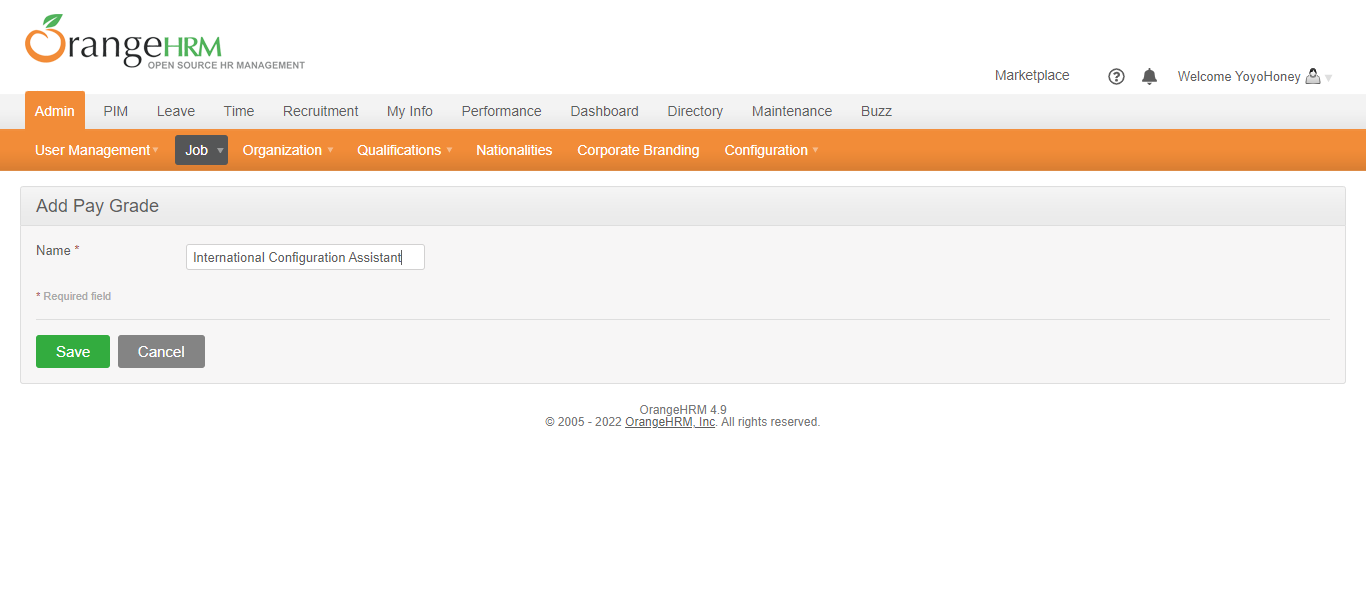 OrangeHRM
OPEN SOURCE HR MANAGEMENT
Marketplace
Welcome YoyoHoney
Admin PIM Leave Time Recruitment My Info Performance Dashboard Directory Maintenance Buzz
User Management Job Organization Qualifications Nationalities Corporate Branding Configuration
Add Pay Grade
Name * International Configuration Assistant
* Required field
Save Cancel
OrangeHRM 4.9
© 2005 - 2022 OrangeHRM, Inc. All rights reserved.